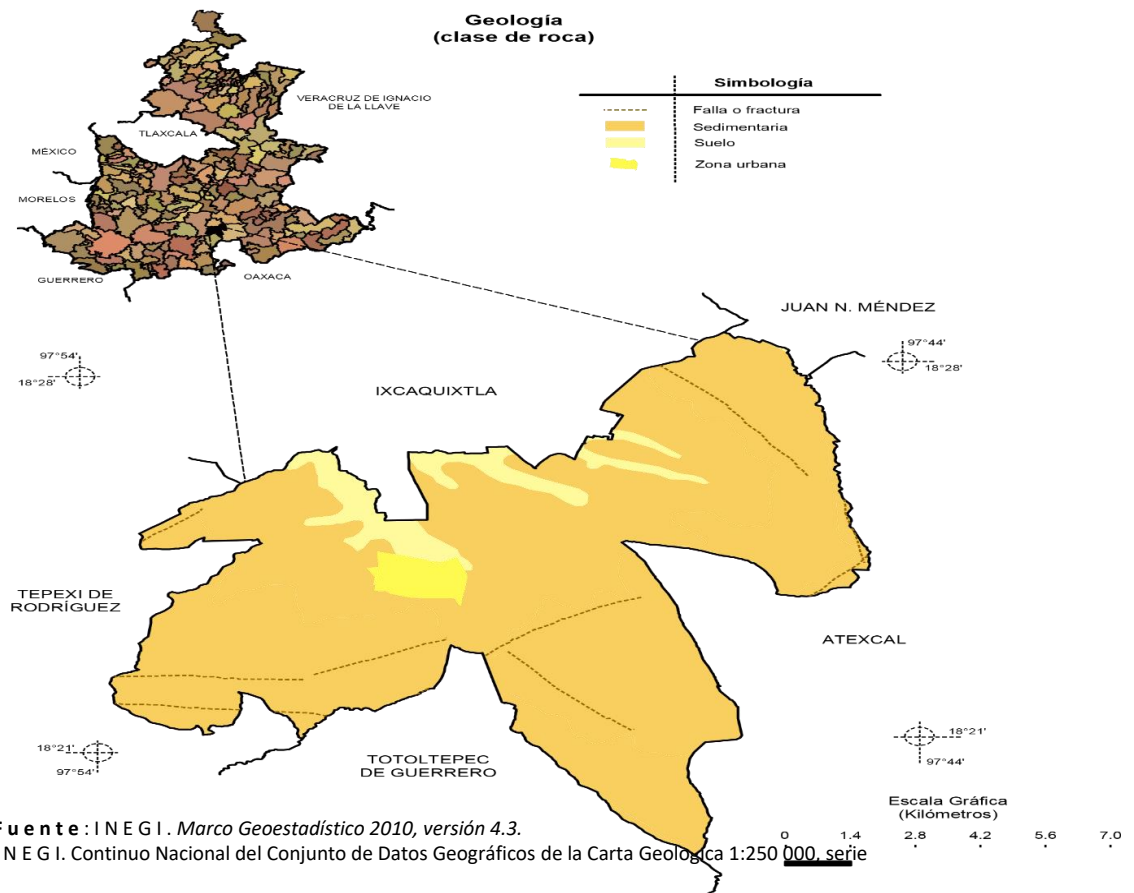 Geología
(clase de roca)
Simbología
Falla o fractura
Sedimentaria
Suelo
Zona urbana
VERACRUZ DE IGNACIO
DE LA LLAVE
TLAXCALA
MÉXICO
MORELOS
GUERRERO
OAXACA
JUAN N. MÉNDEZ
97°54'
18°28'
97°44'
18°28'
IXCAQUIXTLA
TEPEXI DE
RODRÍGUEZ
ATEXCAL
18°21'
97°54'
TOTOLTEPEC
DE GUERRERO
18°21'
97°44'
Escala Gráfica
(Kilómetros)
0 1.4 2.8 4.2 5.6 7.0
Fuente: INEGI. Marco Geoestadístico 2010, versión 4.3.
NEGI. Continuo Nacional del Conjunto de Datos Geográficos de la Carta Geológica 1:250 000, serie